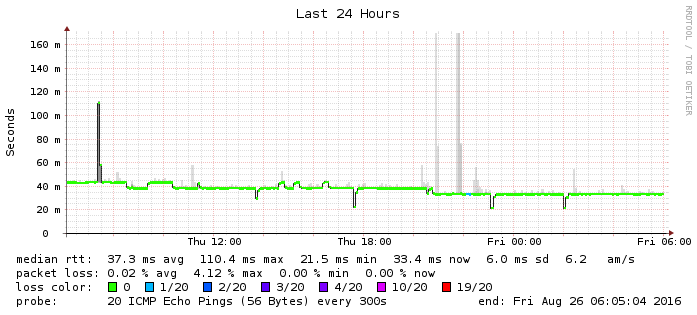 Last 24 Hours
RRDTOOL / TOBI OETIKER
Seconds
160 m
140 m
120 m
100 m
80 m
60 m
40 m
20 m
0
Thu 12:00 Thu 18:00 Fri 00:00 Fri 06:00
median rtt: 37.3 ms avg 110.4 ms max 21.5 ms min 33.4 ms now 6.0 ms sd 6.2 am/s
packet loss: 0.02 % avg 4.12 % max 0.00 % min 0.00 % now
loss color: 0 1/20 2/20 3/20 4/20 10/20 19/20
probe: 20 ICMP Echo Pings (56 Bytes) every 300s end: Fri Aug 26 06:05:04 2016